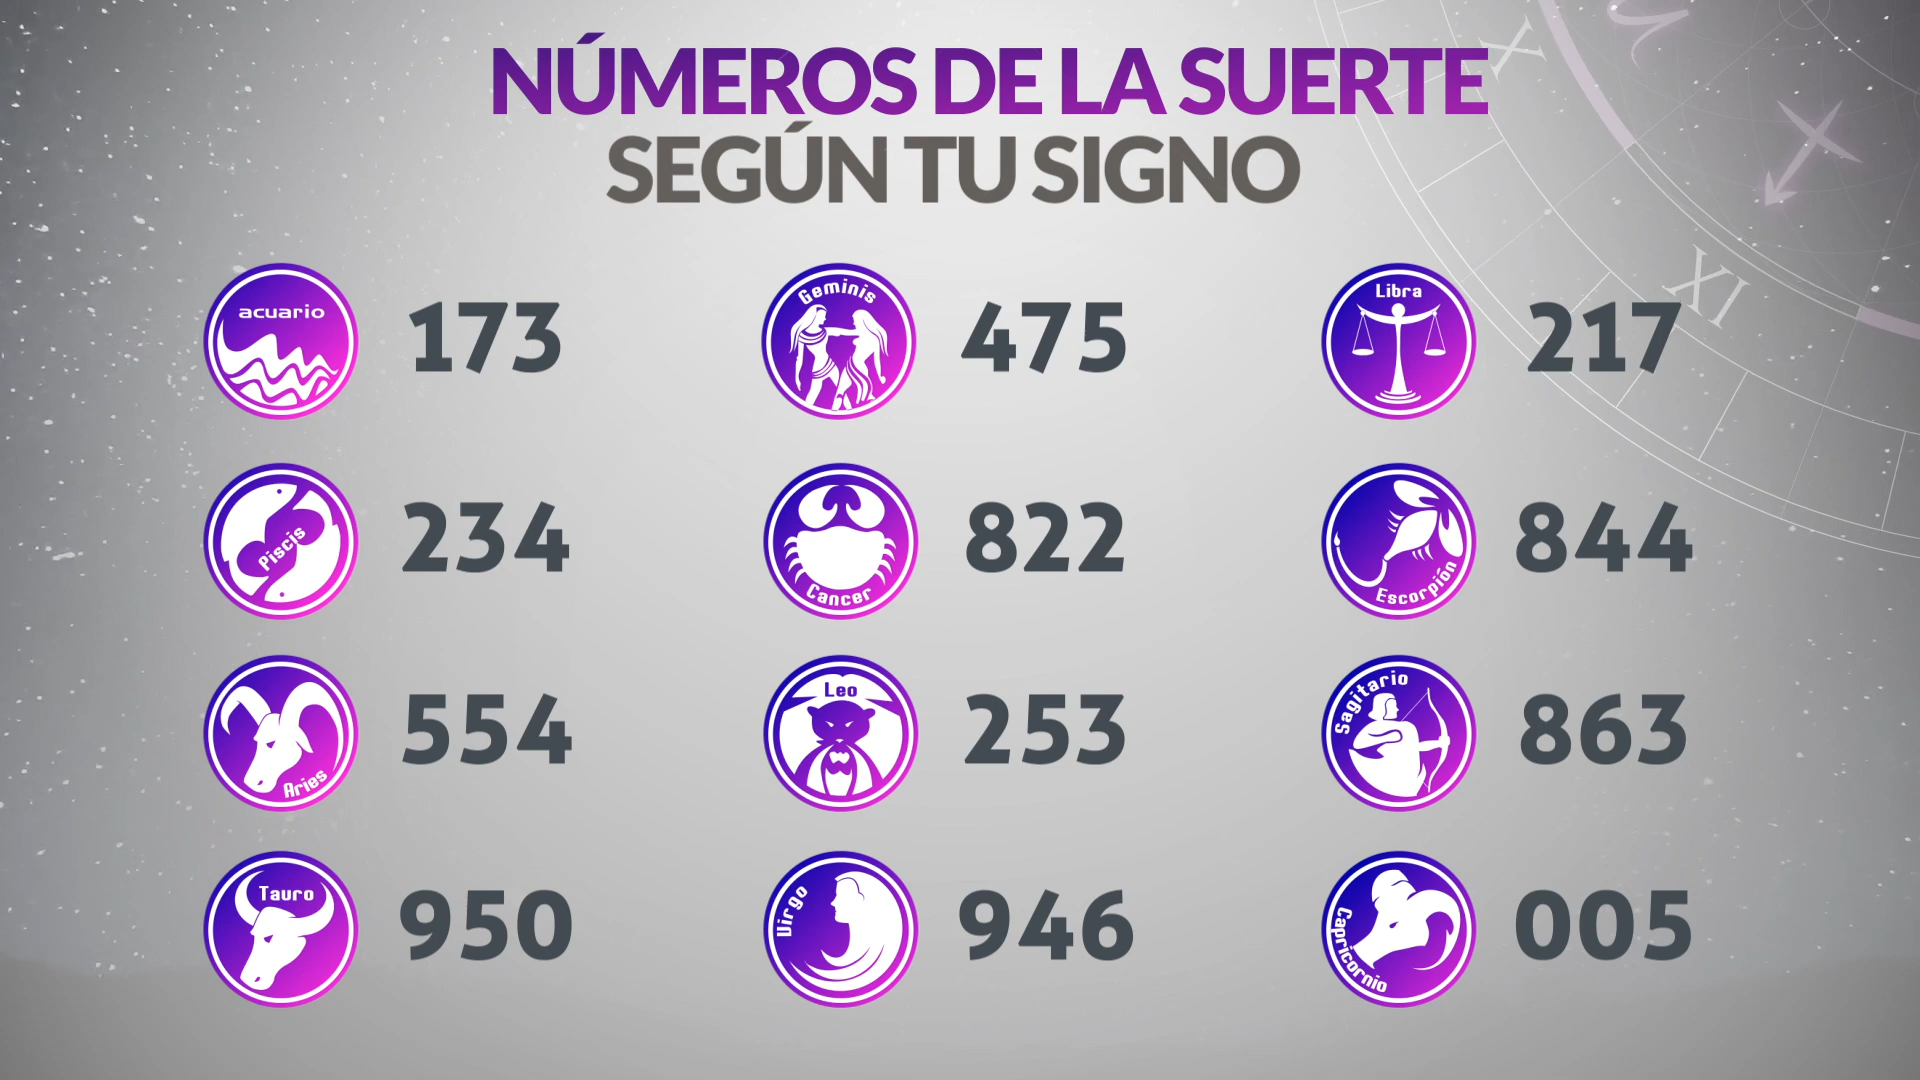 NÚMEROS DE LA SUERTE
SEGÚN TU SIGNO
acuario 173
Geminis 475
Libra 217
Piscis 234
Cancer 822
Escorpión 844
Aries 554
Leo 253
Sagitario 863
Tauro 950
Virgo 946
Capricornio 005
X
XI